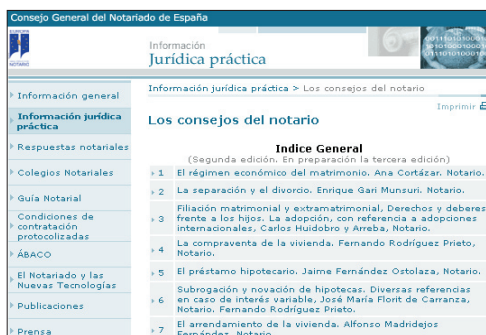 Consejo General del Notariado de España
NOTARIO
Información
Jurídica práctica
Información jurídica práctica > Los consejos del notario
Imprimir
Información general
Información jurídica
práctica
Respuestas notariales
Colegios Notariales
Guía Notarial
Condiciones de
contratación
protocolizadas
ÁBACO
El Notariado y las
Nuevas Tecnologías
Publicaciones
Prensa
Los consejos del notario
Indice General
(Segunda edición. En preparación la tercera edición)
1 El régimen económico del matrimonio. Ana Cortázar. Notario.
2 La separación y el divorcio. Enrique Gari Munsuri. Notario.
Filiación matrimonial y extramatrimonial, Derechos y deberes
3 frente a los hijos. La adopción, con referencia a adopciones
internacionales, Carlos Huidobro y Arreba, Notario.
4 La compraventa de la vivienda. Fernando Rodríguez Prieto,
Notario.
5 El préstamo hipotecario. Jaime Fernández Ostolaza, Notario.
Subrogación y novación de hipotecas. Diversas referencias
6 en caso de interés variable, José María Florit de Carranza,
Notario. Fernando Rodríguez Prieto.
7 El arrendamiento de la vivienda. Alfonso Madridejos
Fernández. Notario.